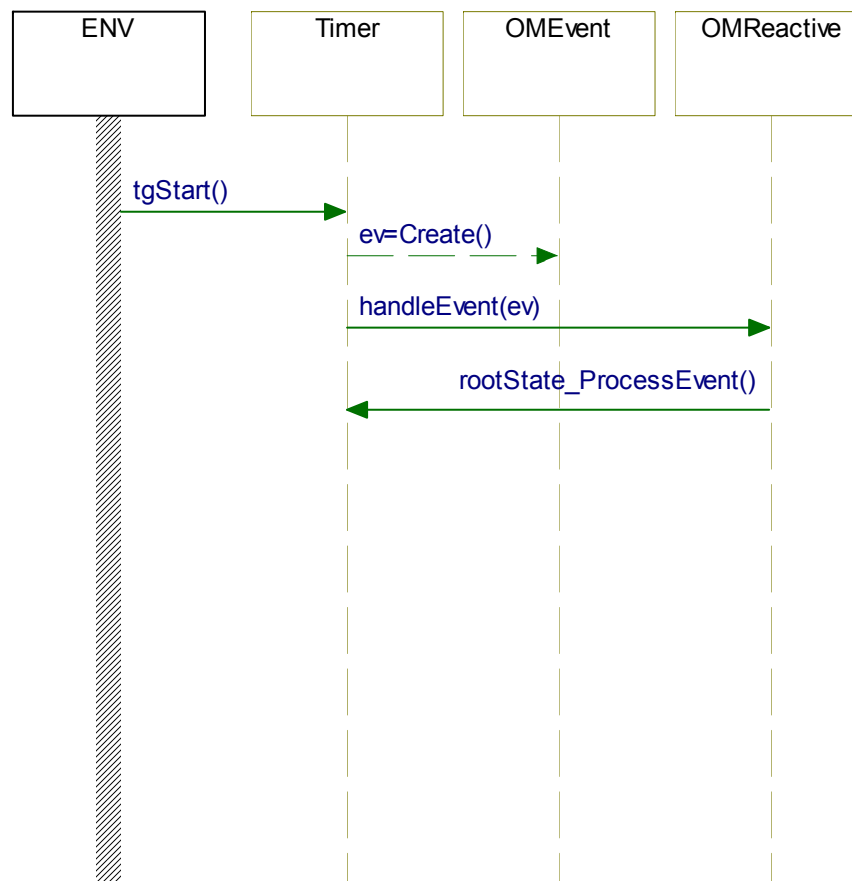 ENV
Timer
OMEvent
OMReactive
tgStart()
ev=Create()
handleEvent(ev)
rootState_ProcessEvent()